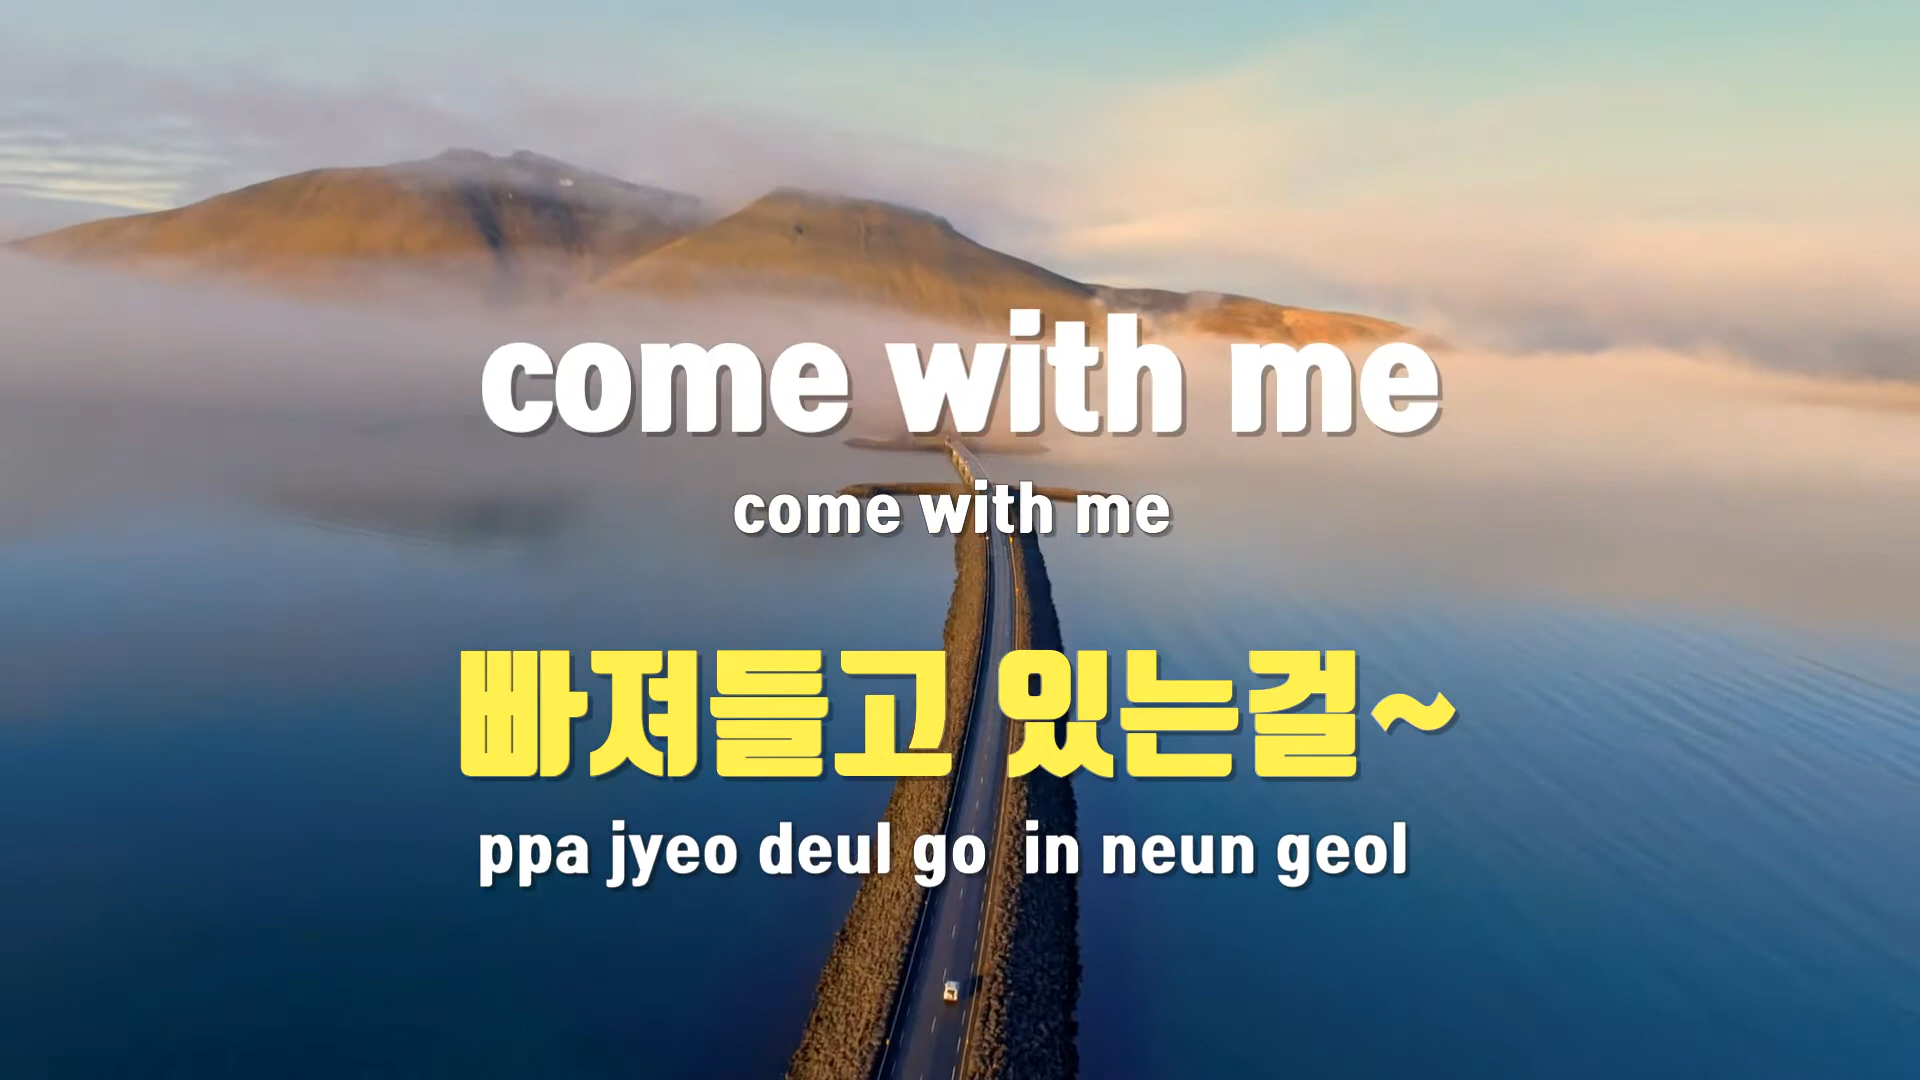 come with me
come with me
빠져들고 있는걸~
ppa jyeo deul go in neun geol